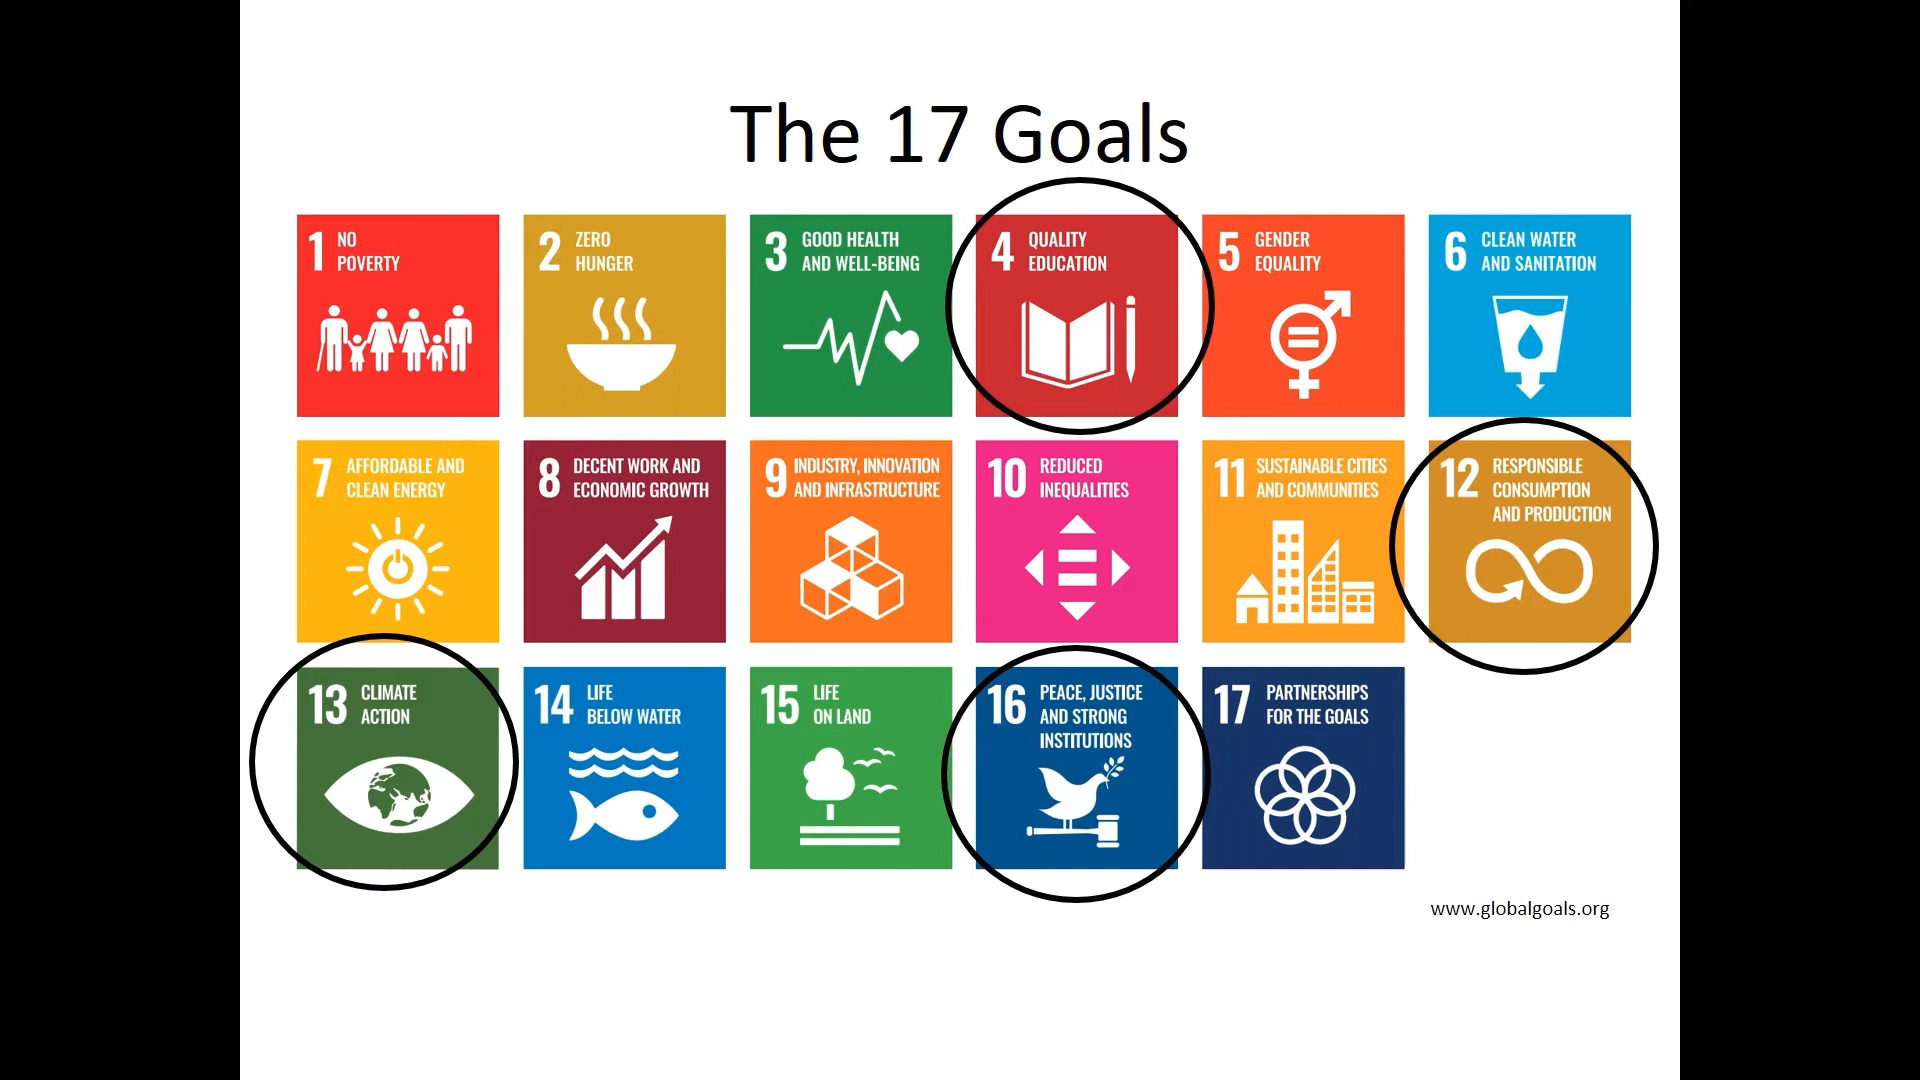 The 17 Goals
1 NO
POVERTY
2 ZERO
HUNGER
3 GOOD HEALTH
AND WELL-BEING
4 QUALITY
EDUCATION
5 GENDER
EQUALITY
6 CLEAN WATER
AND SANITATION
7 AFFORDABLE AND
CLEAN ENERGY
8 DECENT WORK AND
ECONOMIC GROWTH
9 INDUSTRY, INNOVATION
AND INFRASTRUCTURE
10 REDUCED
INEQUALITIES
11 SUSTAINABLE CITIES
AND COMMUNITIES
12 RESPONSIBLE
CONSUMPTION
AND PRODUCTION
13 CLIMATE
ACTION
14 LIFE
BELOW WATER
15 LIFE
ON LAND
16 PEACE, JUSTICE
AND STRONG
INSTITUTIONS
17 PARTNERSHIPS
FOR THE GOALS
www.globalgoals.org